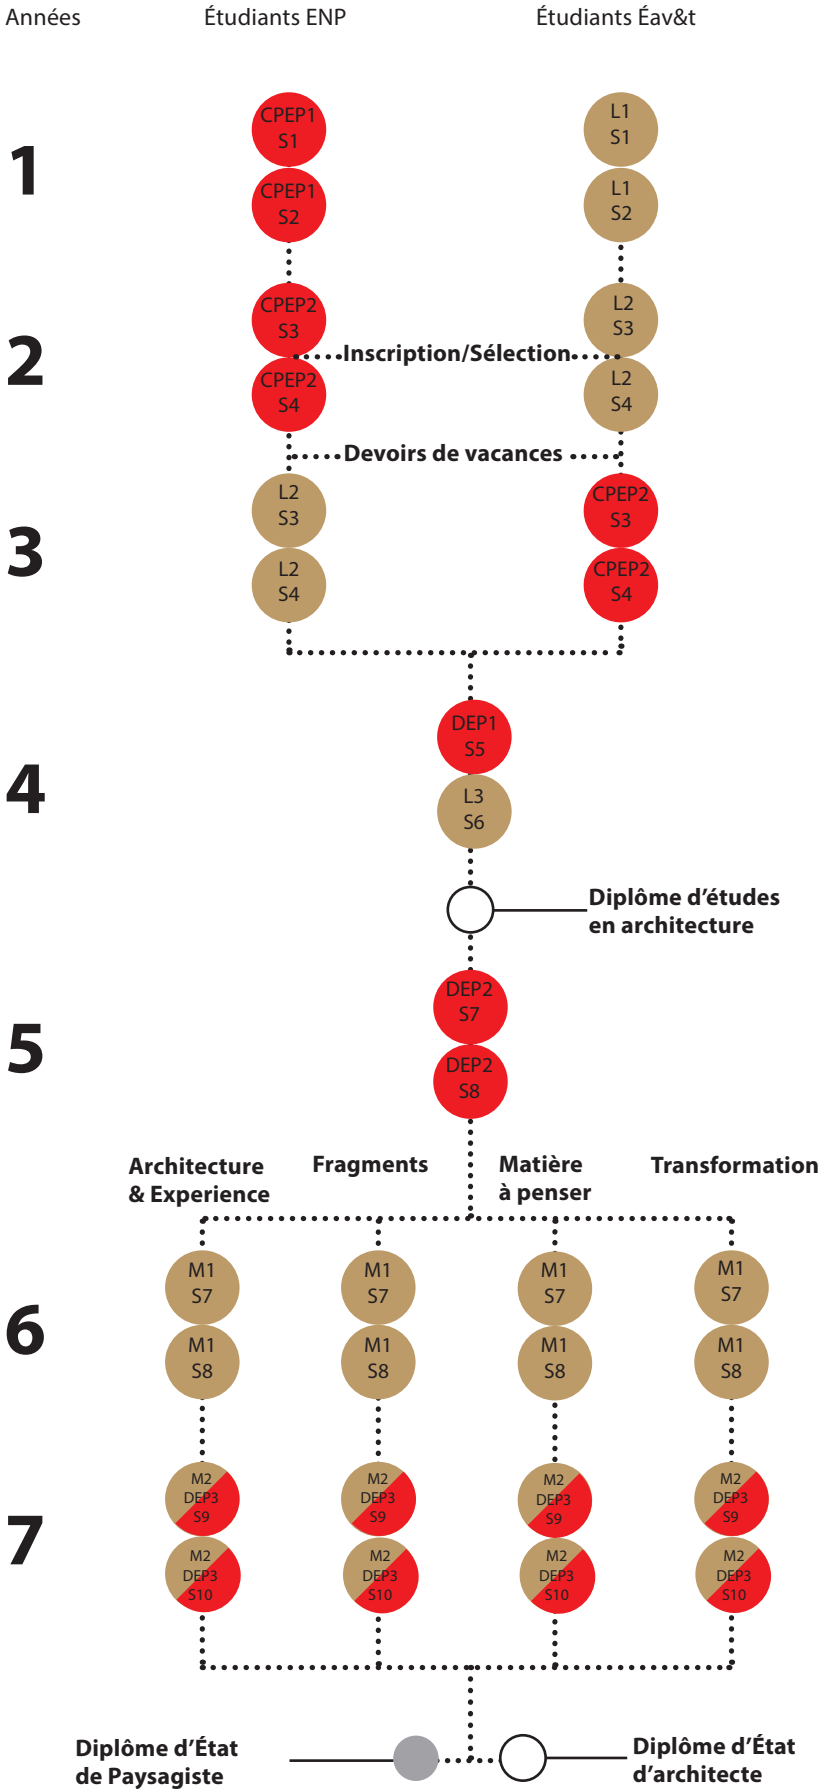 Années
Étudiants ENP
Étudiants Éav&t
1
CPEP1
S1
L1
S1
CPEP1
S2
L1
S2
2
CPEP2
S3
L2
S3
Inscription/Sélection
CPEP2
S4
L2
S4
Devoirs de vacances
3
L2
S3
CPEP2
S3
L2
S4
CPEP2
S4
4
DEP1
S5
L3
S6
Diplôme d'études
en architecture
5
DEP2
S7
DEP2
S8
Architecture
& Experience
Fragments
Matière
à penser
Transformation
6
M1
S7
M1
S7
M1
S7
M1
S7
M1
S8
M1
S8
M1
S8
M1
S8
7
M2
DEP3
S9
M2
DEP3
S9
M2
DEP3
S9
M2
DEP3
S9
M2
DEP3
S10
M2
DEP3
S10
M2
DEP3
S10
M2
DEP3
S10
Diplôme d'État
de Paysagiste
Diplôme d'État
d'architecte